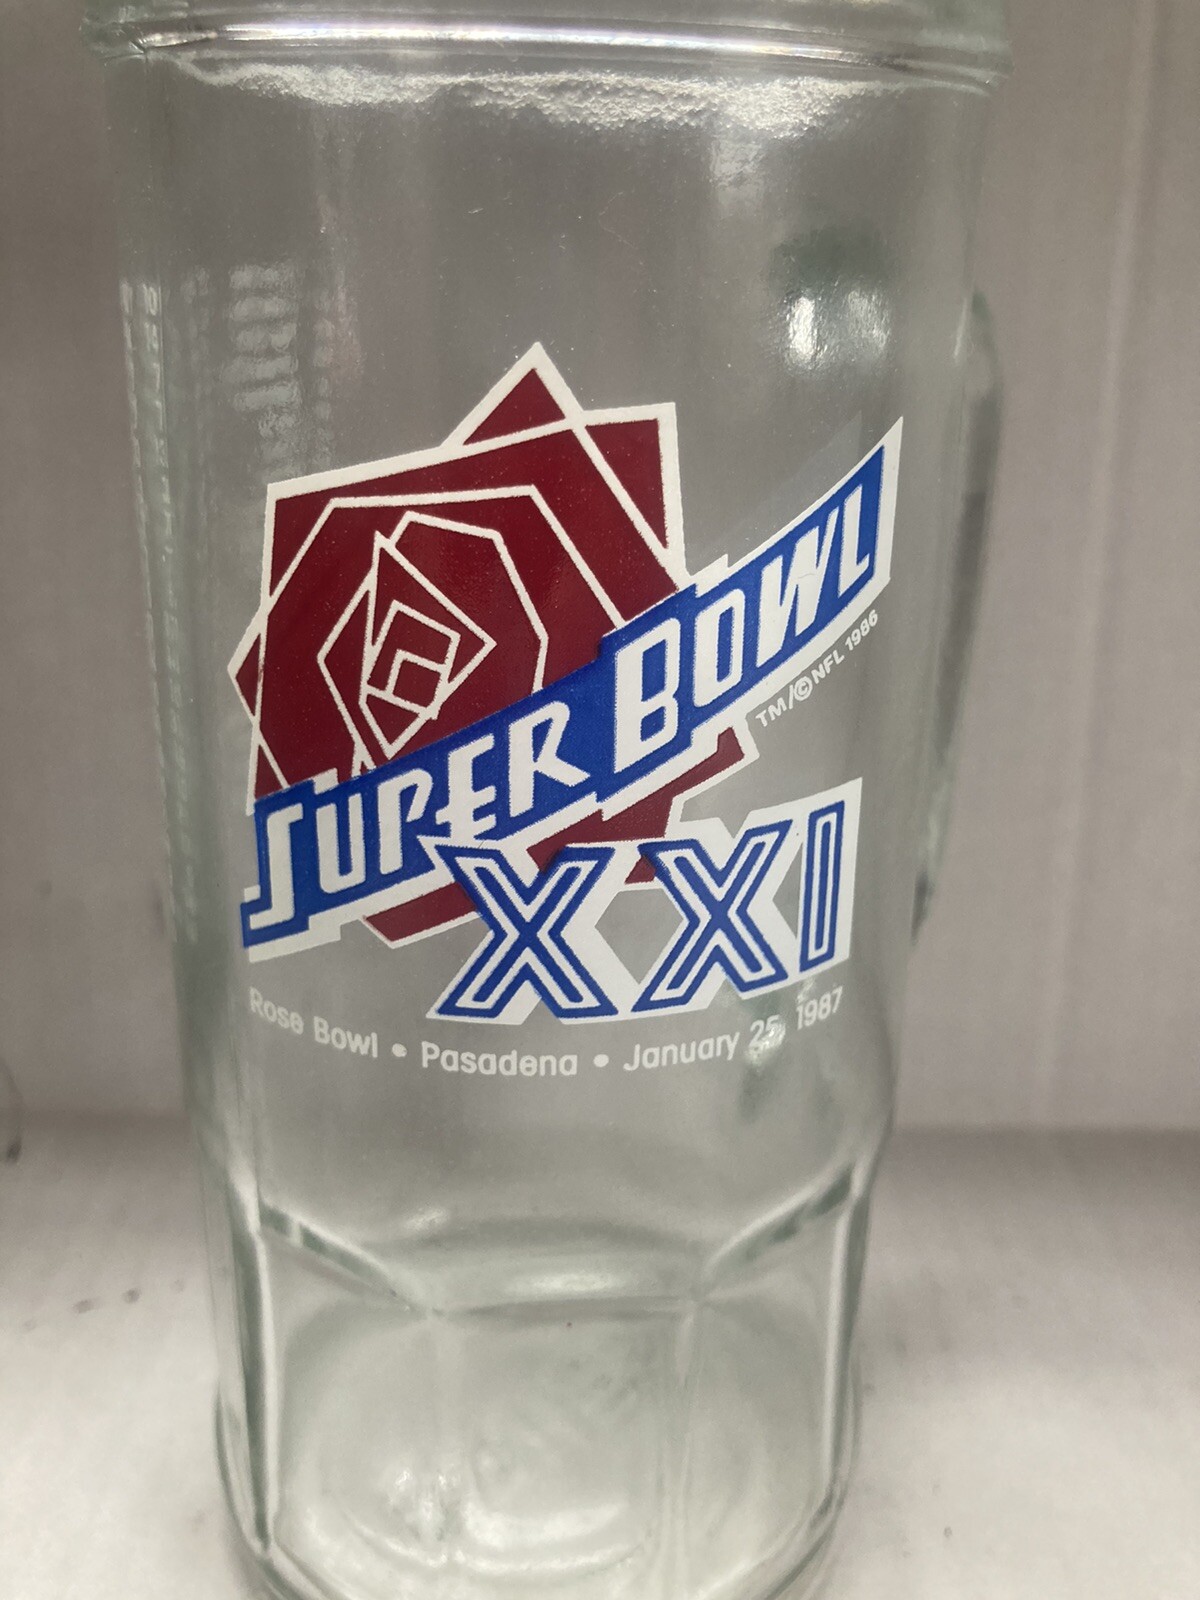 SUPER BOWL
TM/© NFL 1986
XXI
Rose Bowl • Pasadena • January 25, 1987